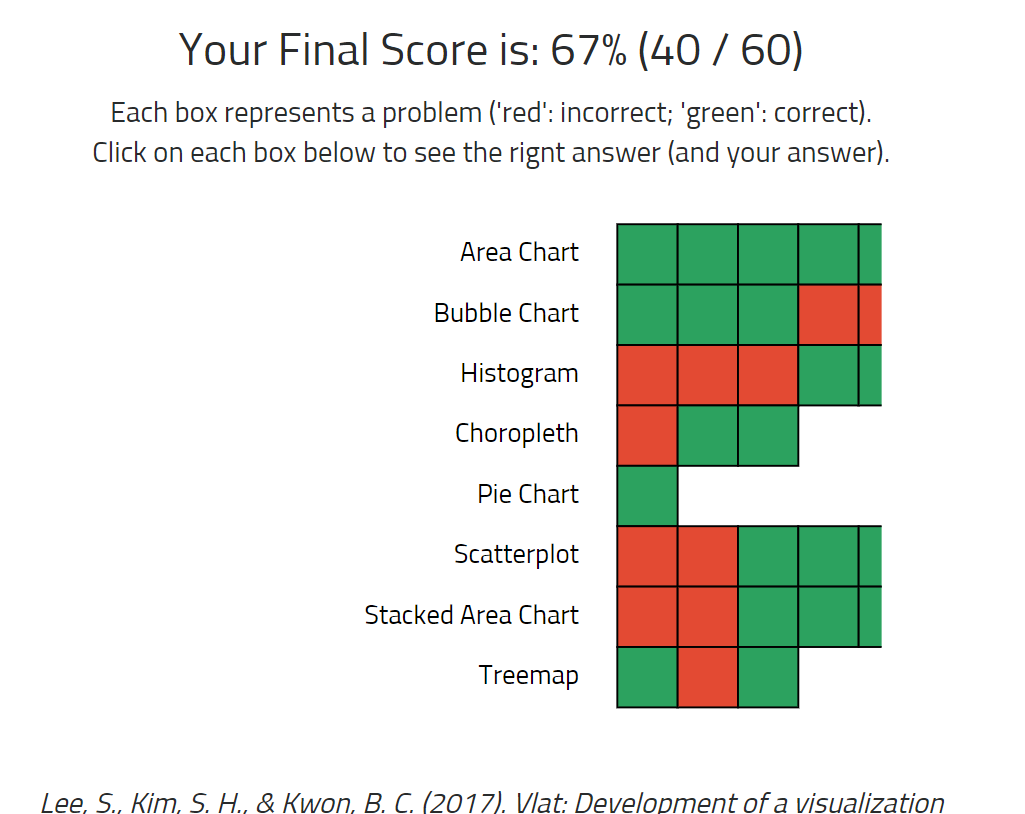 Your Final Score is: 67% (40 / 60)
Each box represents a problem ('red': incorrect; 'green': correct).
Click on each box below to see the rignt answer (and your answer).
Area Chart
Bubble Chart
Histogram
Choropleth
Pie Chart
Scatterplot
Stacked Area Chart
Treemap
Lee, S., Kim, S. H., & Kwon, B. C. (2017). Vlat: Development of a visualization